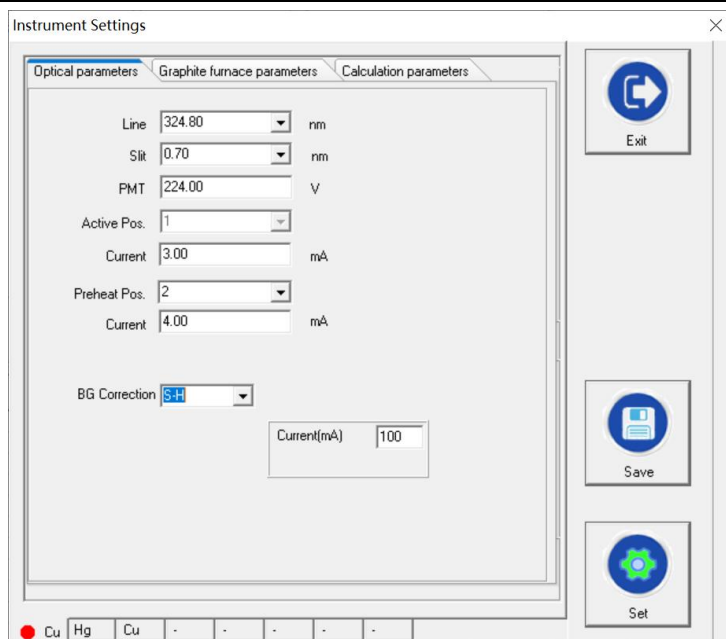 Instrument Settings
Optical parameters Graphite furnace parameters Calculation parameters
Line 324.80 nm
Slit 0.70 nm
PMT 224.00 V
Active Pos. 1
Current 3.00 mA
Preheat Pos. 2
Current 4.00 mA
BG Correction S-H
Current(mA) 100
Exit
Save
Set
Cu Hg Cu - - - - -